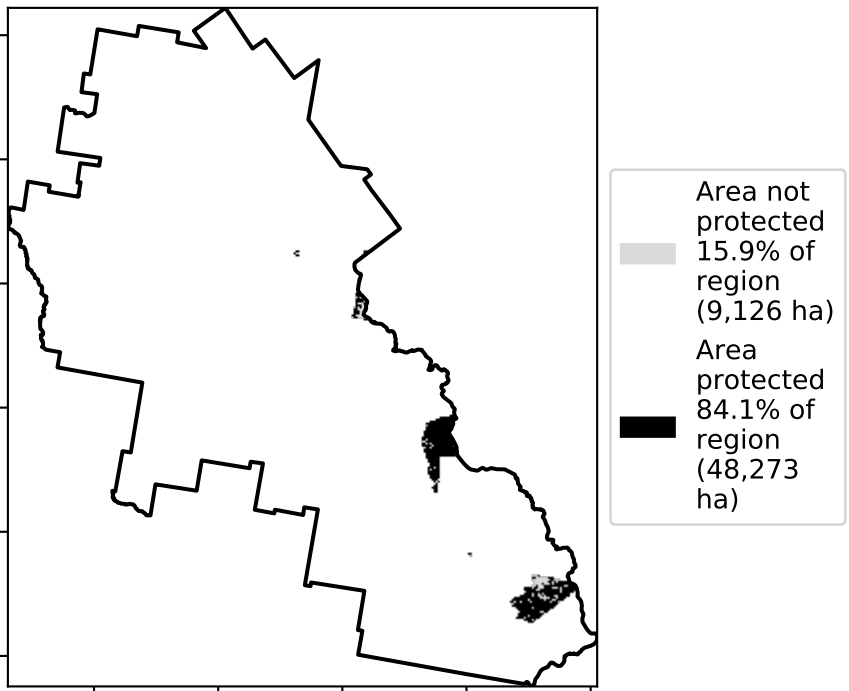 Area not
protected
15.9% of
region
(9,126 ha)
Area
protected
84.1% of
region
(48,273
ha)